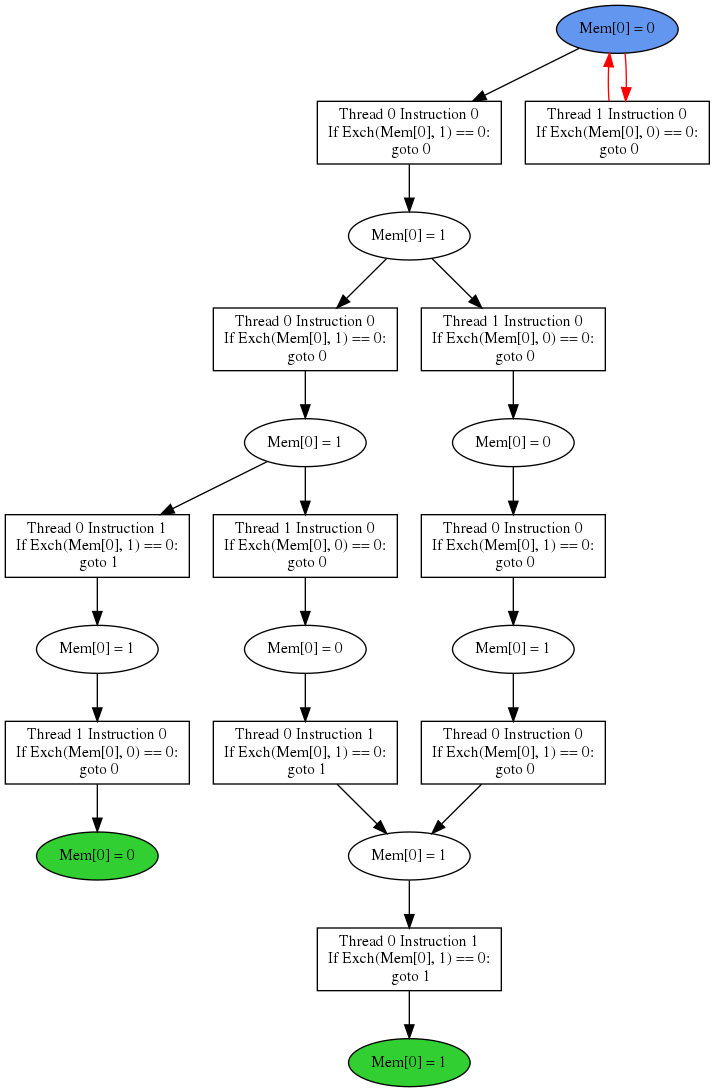 Mem[0] = 0
Thread 0 Instruction 0
If Exch(Mem[0], 1) == 0:
goto 0
Thread 1 Instruction 0
If Exch(Mem[0], 0) == 0:
goto 0
Mem[0] = 1
Thread 0 Instruction 0
If Exch(Mem[0], 1) == 0:
goto 0
Thread 1 Instruction 0
If Exch(Mem[0], 0) == 0:
goto 0
Mem[0] = 1
Mem[0] = 0
Thread 0 Instruction 1
If Exch(Mem[0], 1) == 0:
goto 1
Thread 1 Instruction 0
If Exch(Mem[0], 0) == 0:
goto 0
Thread 0 Instruction 0
If Exch(Mem[0], 1) == 0:
goto 0
Mem[0] = 1
Mem[0] = 0
Mem[0] = 1
Thread 1 Instruction 0
If Exch(Mem[0], 0) == 0:
goto 0
Thread 0 Instruction 1
If Exch(Mem[0], 1) == 0:
goto 1
Thread 0 Instruction 0
If Exch(Mem[0], 1) == 0:
goto 0
Mem[0] = 0
Mem[0] = 1
Thread 0 Instruction 1
If Exch(Mem[0], 1) == 0:
goto 1
Mem[0] = 1